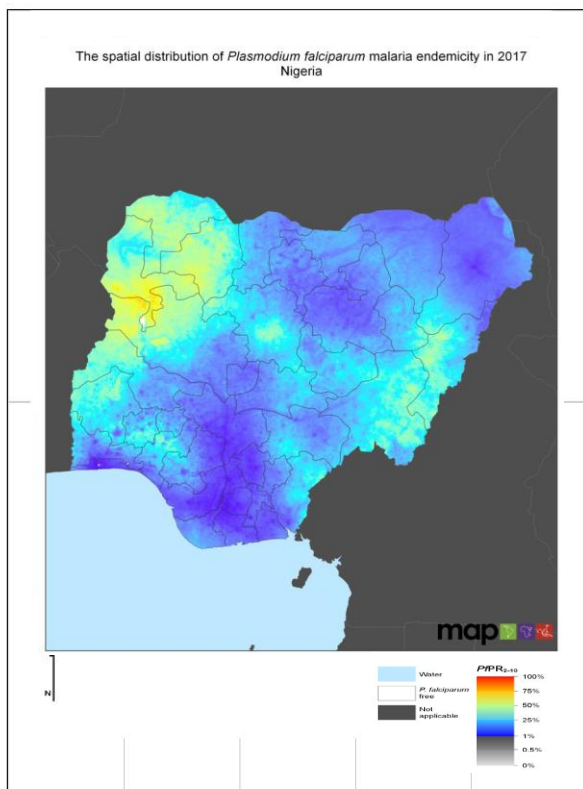 The spatial distribution of Plasmodium falciparum malaria endemicity in 2017
Nigeria
map
N
Water
P. falciparum
free
Not
applicable
PfPR2-10
100%
75%
50%
25%
1%
0.5%
0%